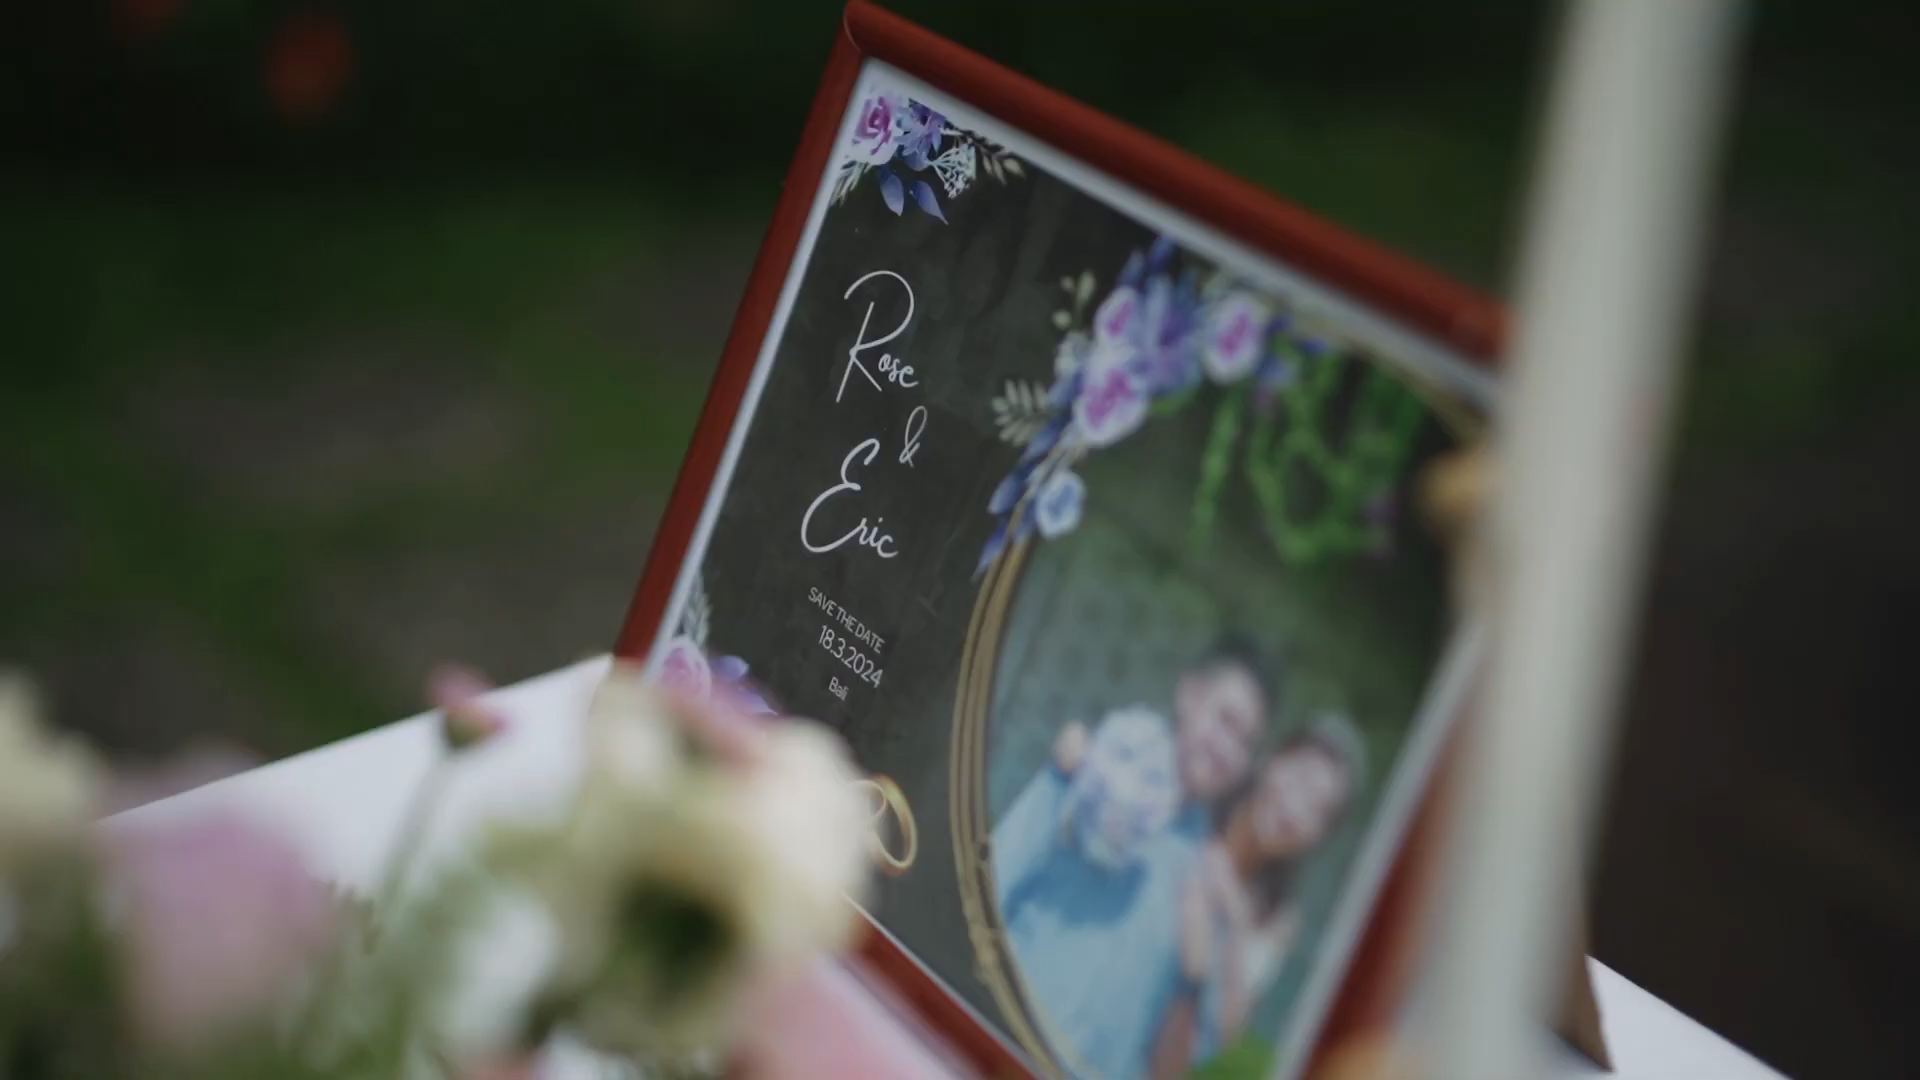 Rose
&
Eric
SAVE THE DATE
18.3.2024
Bali